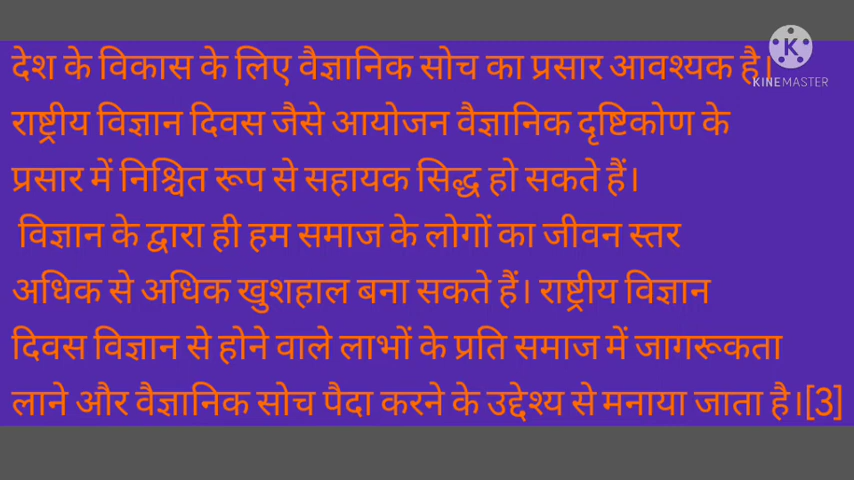 देश के विकास के लिए वैज्ञानिक सोच का प्रसार आवश्यक है।
राष्ट्रीय विज्ञान दिवस जैसे आयोजन वैज्ञानिक दृष्टिकोण के
प्रसार में निश्चित रूप से सहायक सिद्ध हो सकते हैं।
विज्ञान के द्वारा ही हम समाज के लोगों का जीवन स्तर
अधिक से अधिक खुशहाल बना सकते हैं। राष्ट्रीय विज्ञान
दिवस विज्ञान से होने वाले लाभों के प्रति समाज में जागरूकता
लाने और वैज्ञानिक सोच पैदा करने के उद्देश्य से मनाया जाता है।[3]
K
KINEMASTER